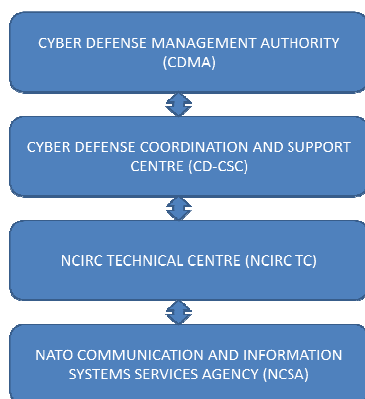 CYBER DEFENSE MANAGEMENT AUTHORITY
(CDMA)
CYBER DEFENSE COORDINATION AND SUPPORT
CENTRE (CD-CSC)
NCIRC TECHNICAL CENTRE (NCIRC TC)
NATO COMMUNICATION AND INFORMATION
SYSTEMS SERVICES AGENCY (NCSA)